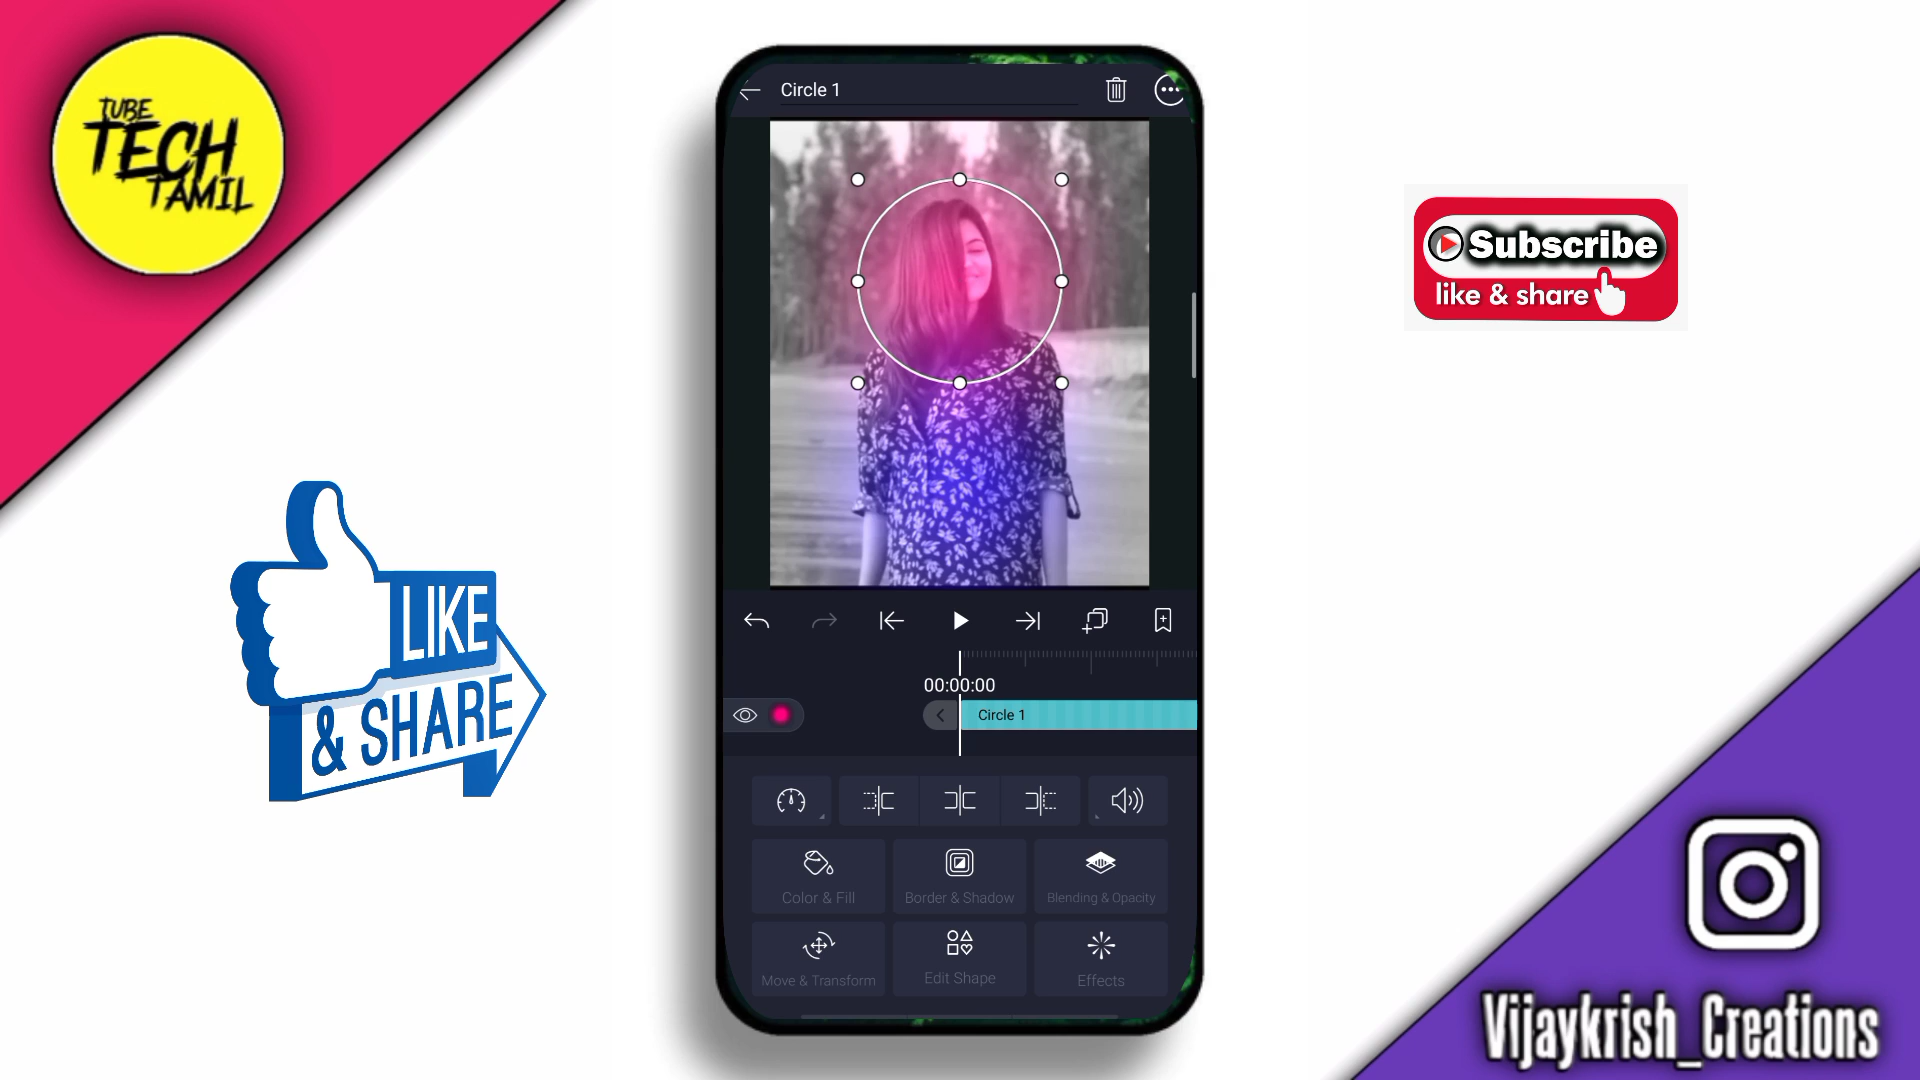 TUBE
TECH
TAMIL
Circle 1
Subscribe
like & share
LIKE
& SHARE
00:00:00
Circle 1
Color & Fill
Border & Shadow
Blending & Opacity
Move & Transform
Edit Shape
Effects
Vijaykrish_Creations